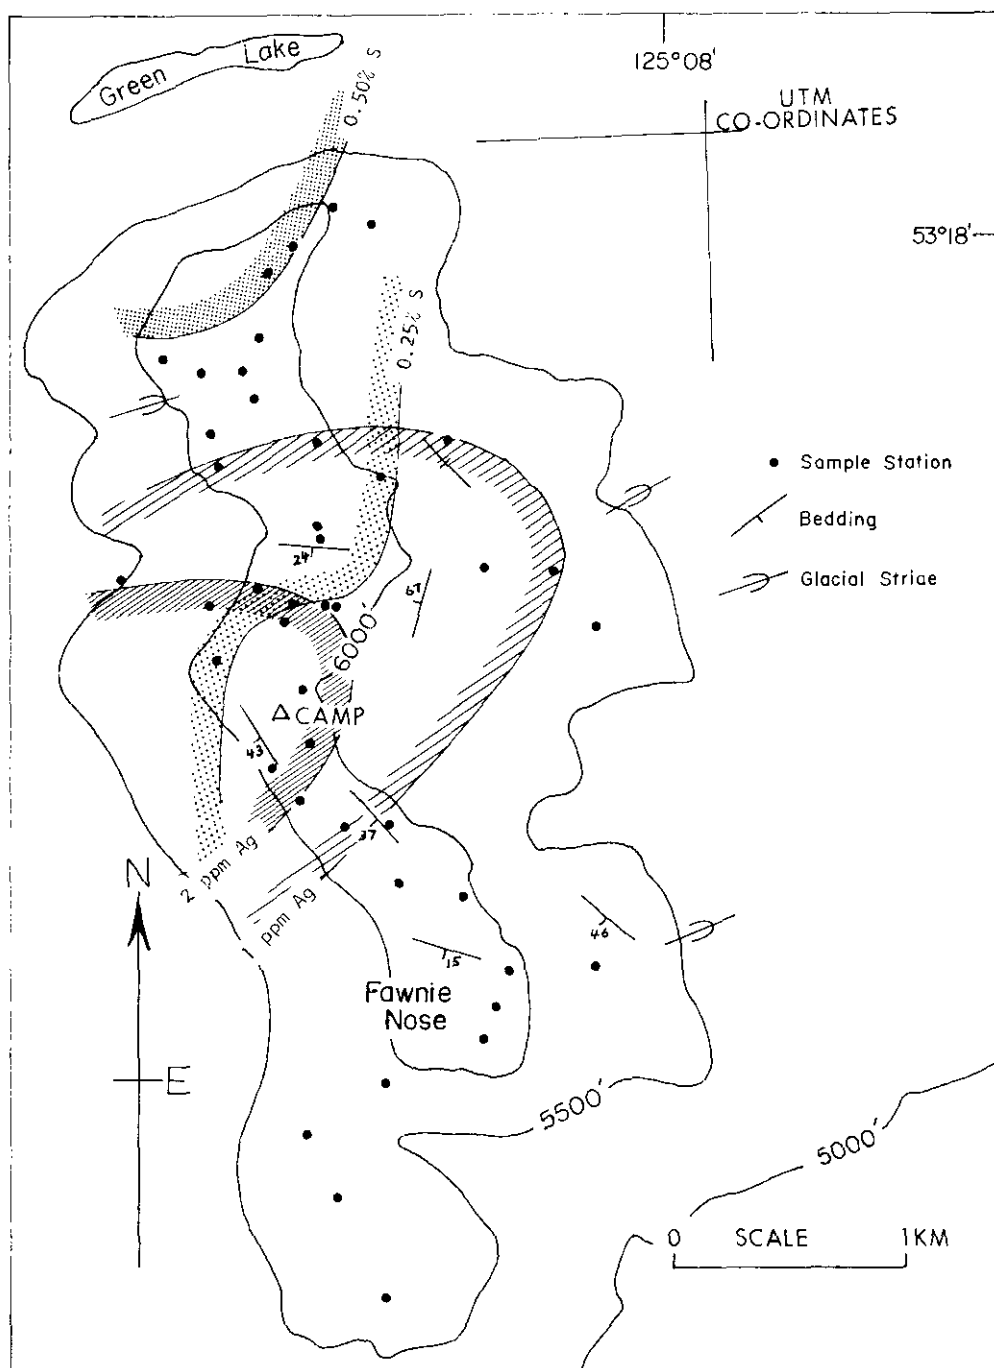 Green Lake
0.50% S
125°08'
UTM
CO-ORDINATES
53°18'
0.25% S
Sample Station
Bedding
Glacial Striae
24
67
6000'
CAMP
43
37
2 ppm Ag
1 ppm Ag
N
46
15
Fawnie
Nose
E
5500'
5000'
0 SCALE 1KM